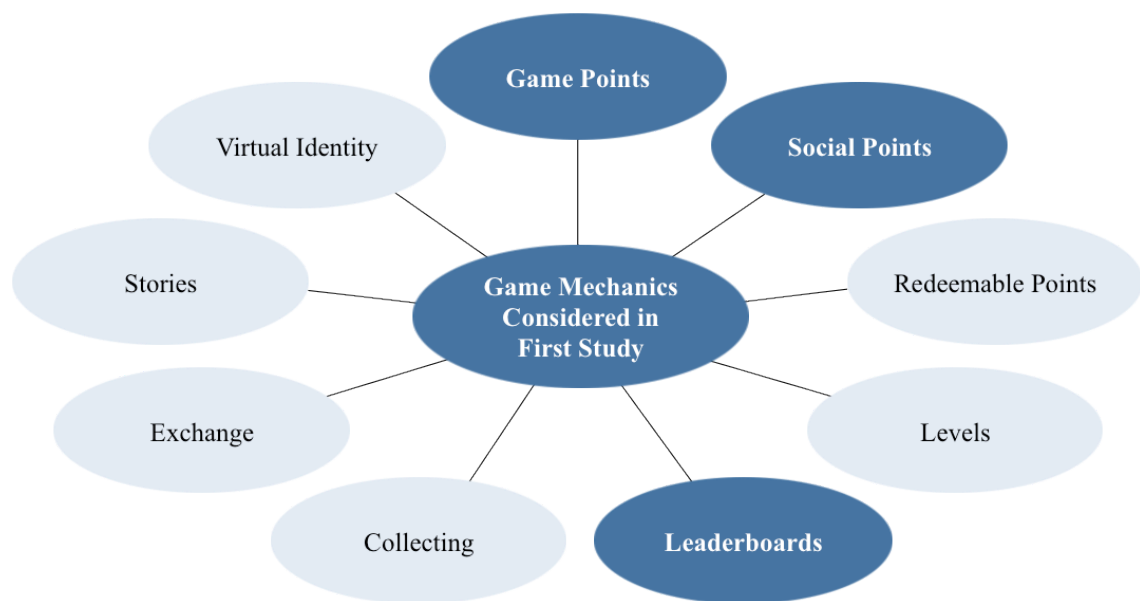 Game Points
Virtual Identity
Social Points
Stories
Game Mechanics
Considered in
First Study
Redeemable Points
Exchange
Levels
Collecting
Leaderboards